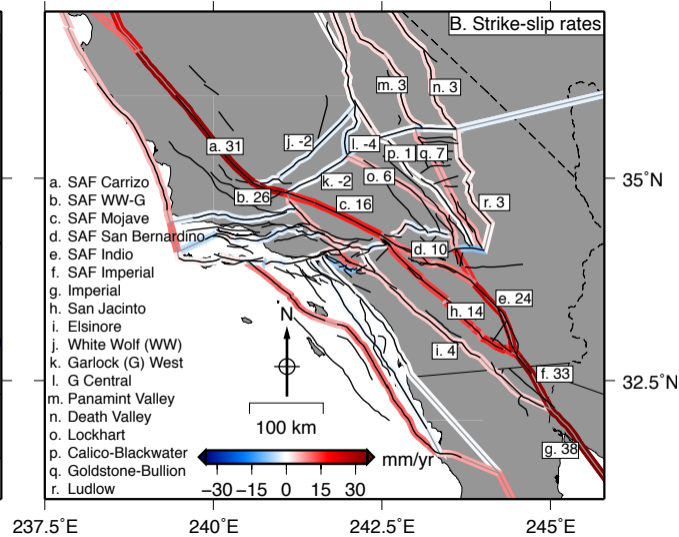 B. Strike-slip rates
m. 3
n. 3
j. -2
l. -4
a. 31
p. 1
q. 7
k. -2
o. 6
b. 26
c. 16
r. 3
d. 10
e. 24
h. 14
i. 4
f. 33
g. 38
a. SAF Carrizo
b. SAF WW-G
c. SAF Mojave
d. SAF San Bernardino
e. SAF Indio
f. SAF Imperial
g. Imperial
h. San Jacinto
i. Elsinore
j. White Wolf (WW)
k. Garlock (G) West
l. G Central
m. Panamint Valley
n. Death Valley
o. Lockhart
p. Calico-Blackwater
q. Goldstone-Bullion
r. Ludlow
N
100 km
mm/yr
−30 −15 0 15 30
35˚N
32.5˚N
237.5˚E 240˚E 242.5˚E 245˚E